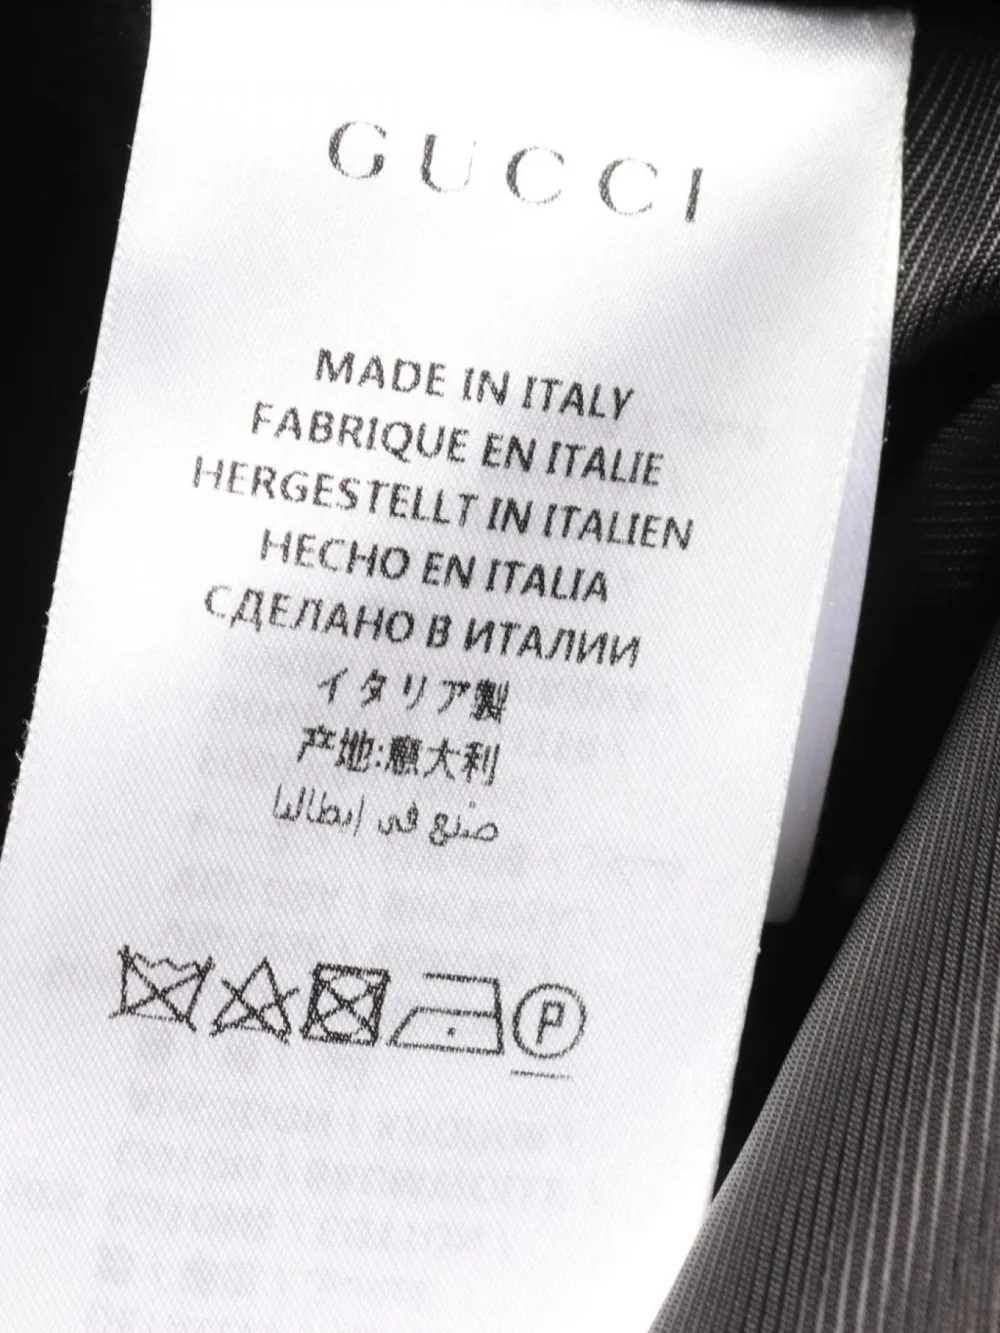 GUCCI
MADE IN ITALY
FABRIQUE EN ITALIE
HERGESTELLT IN ITALIEN
HECHO EN ITALIA
СДЕЛАНО В ИТАЛИИ
イタリア製
产地:意大利
صنع في إيطاليا
P